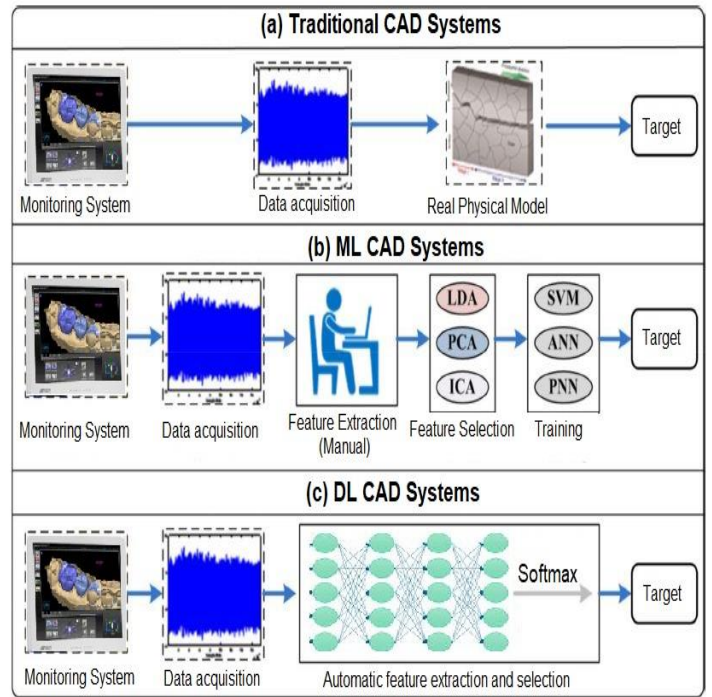 (a) Traditional CAD Systems
Target
Monitoring System
Data acquisition
Real Physical Model
(b) ML CAD Systems
LDA
PCA
ICA
SVM
ANN
PNN
Target
Monitoring System
Data acquisition
Feature Extraction
(Manual)
Feature Selection
Training
(c) DL CAD Systems
Softmax
Target
Monitoring System
Data acquisition
Automatic feature extraction and selection